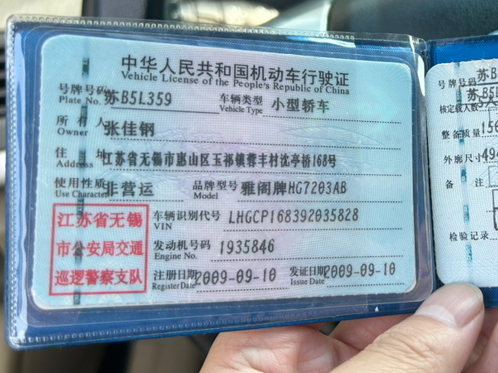 中华人民共和国机动车行驶证
Vehicle License of the People's Republic of China
号牌号码 Plate No. 苏B5L359 车辆类型 Vehicle Type 小型轿车
所有人 Owner 张佳钢
住址 Address 江苏省无锡市惠山区玉祁镇蓉丰村沈亭桥168号
使用性质 Use Character 非营运 品牌型号 Model 雅阁牌HG7203AB
江苏省无锡
市公安局交通
巡逻警察支队
车辆识别代号 VIN LHGCP168392035828
发动机号码 Engine No. 1935846
注册日期 Register Date 2009-09-10 发证日期 Issue Date 2009-09-10
苏B5
号牌号码 苏B5L
核定载人数
整备质量 156
外廓尺寸 494
备注
检验记录